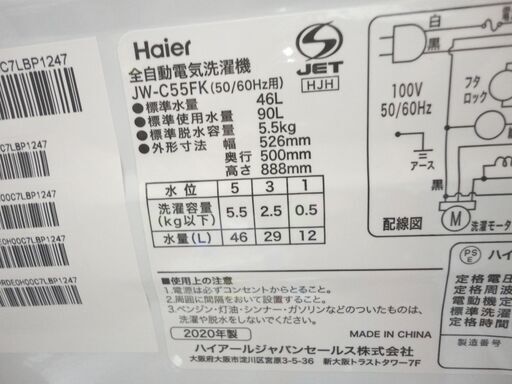 C7LBP1247
Haier
全自動電気洗濯機
JW-C55FK(50/60Hz用)
●標準水量 46L
●標準使用水量 90L
●標準脱水容量 5.5kg
●外形寸法 幅 526mm
奥行 500mm
高さ 888mm
水位 5 3 1
洗濯容量(kg以下) 5.5 2.5 0.5
水量(L) 46 29 12
S
JET
HJH
白
黒
100V
50/60Hz
アース
フタ
ロック
黒
配線図
M
洗濯モータ
■使用上の注意
1.電源は必ずコンセントからとること。
2.周囲に間隔をおいて設置すること。
3.ベンジン・灯油・シンナー・ガソリンなどのついたものは、
洗濯や脱水をしないでください。
2020年製
MADE IN CHINA
ハイアールジャパンセールス株式会社
大阪府大阪市淀川区宮原3-5-36 新大阪トラストタワー7F
PS
E
ハイ
定格電圧
定格周波
電動機定
標準洗濯
定格時間
製造番号
C7LBP1247
00C7LBP1247
0H00C7LBP1247
RDE0H00C7LBP1247